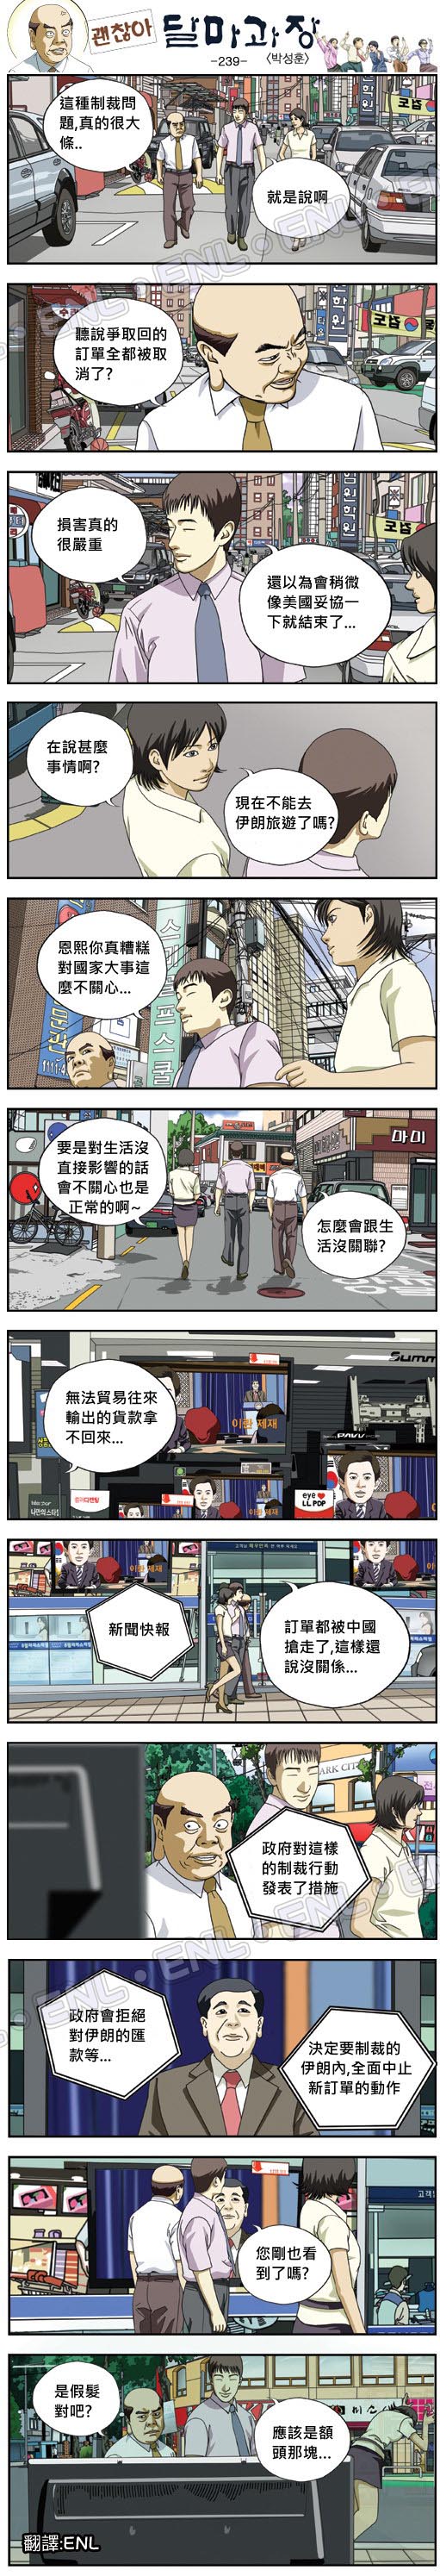 괜찮아
달마과장
-239-
〈박성훈〉
這種制裁問
題,真的很大
條..
就是說啊
聽說爭取回的
訂單全都被取
消了?
損害真的
很嚴重
還以為會稍微
像美國妥協一
下就結束了...
在說甚麼
事情啊?
現在不能去
伊朗旅遊了嗎?
恩熙你真糟糕
對國家大事這
麼不關心...
要是對生活沒
直接影響的話
會不關心也是
正常的啊~
마이
怎麼會跟生
活沒關聯?
無法貿易往來
輸出的貨款拿
不回來...
이란 제재
eye
LL POP
新聞快報
訂單都被中國
搶走了,這樣還
說沒關係...
政府對這樣
的制裁行動
發表了措施
政府會拒絕
對伊朗的匯
款等...
決定要制裁的
伊朗內,全面中止
新訂單的動作
您剛也看
到了嗎?
是假髮
對吧?
應該是額
頭那塊...
翻譯:ENL